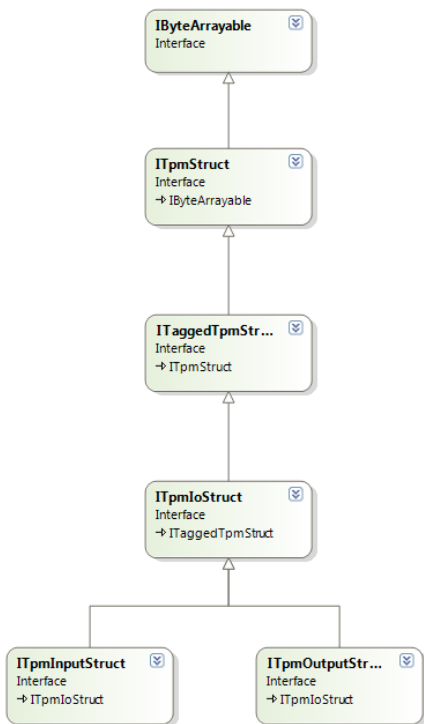 IByteArrayable
Interface
ITpmStruct
Interface
→ IByteArrayable
ITaggedTpmStr...
Interface
→ ITpmStruct
ITpmIoStruct
Interface
→ ITaggedTpmStruct
ITpmInputStruct
Interface
→ ITpmIoStruct
ITpmOutputStr...
Interface
→ ITpmIoStruct